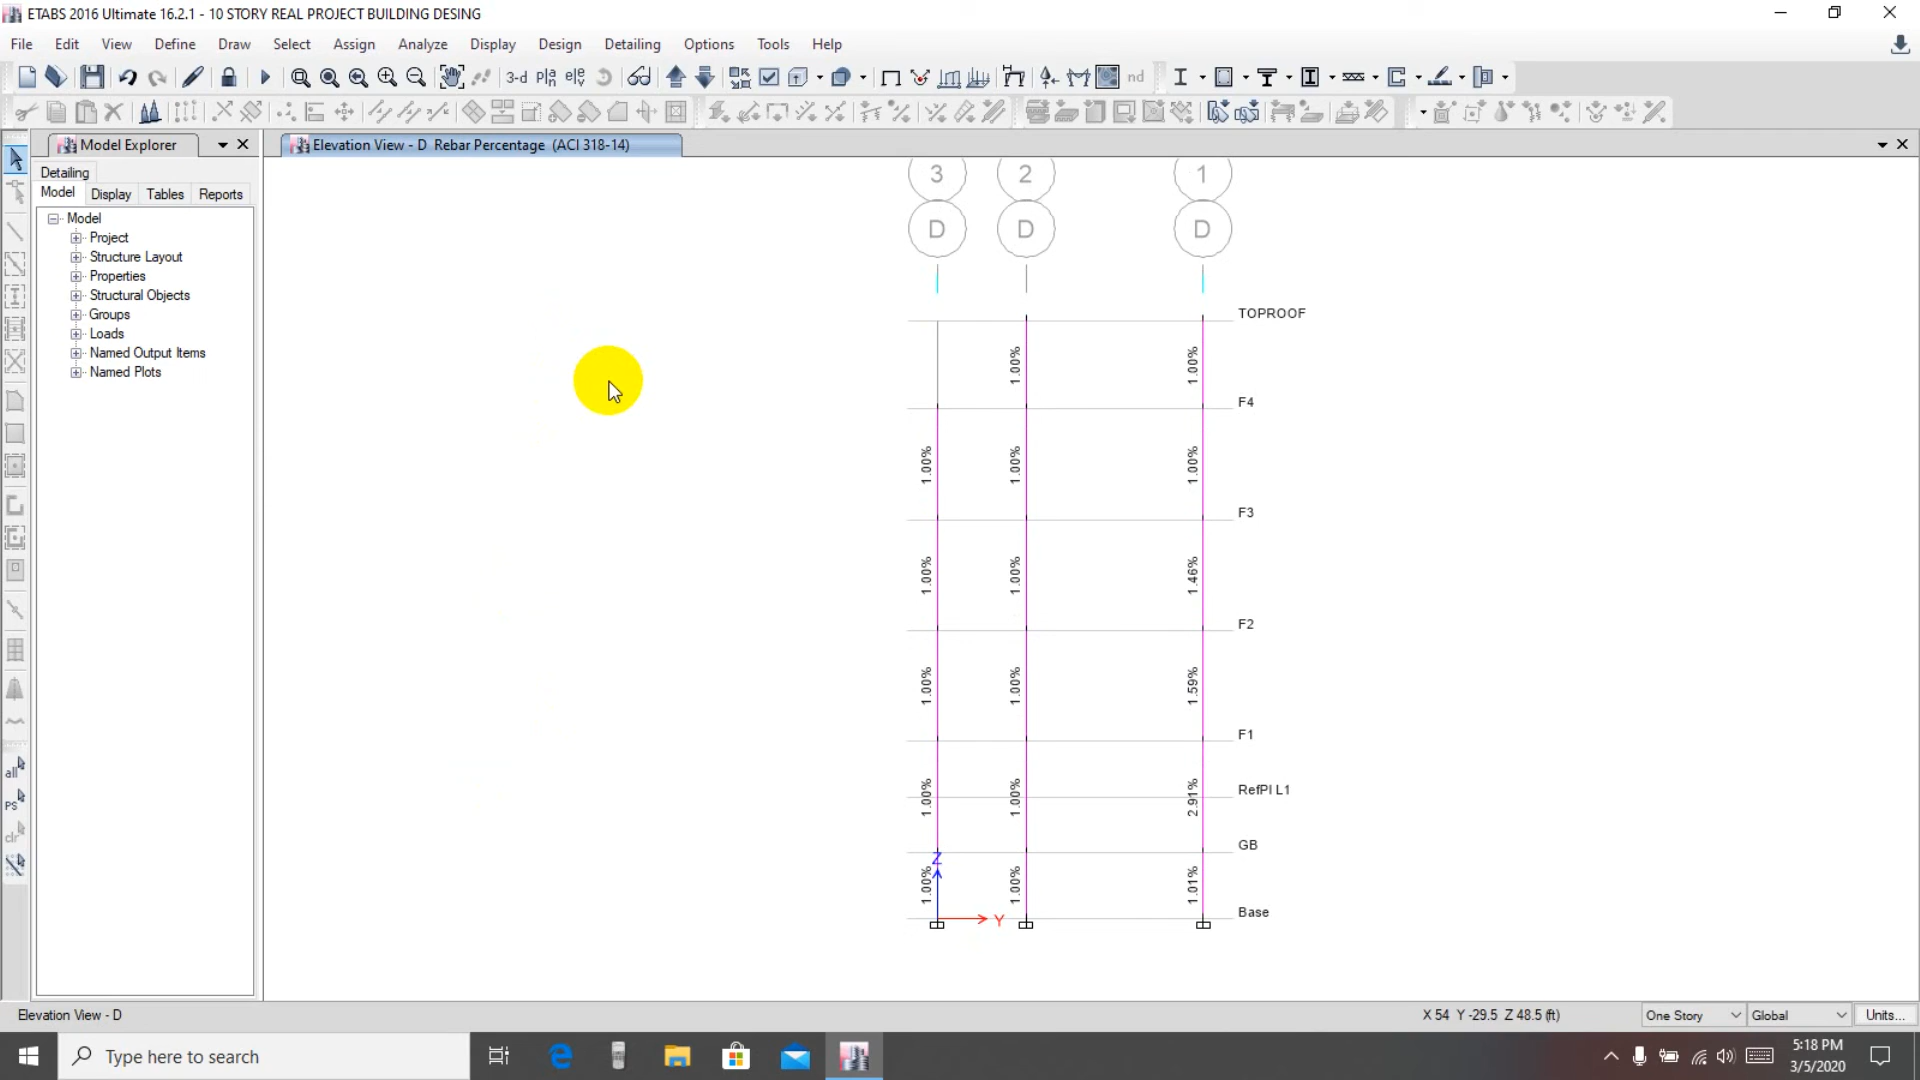 ETABS 2016 Ultimate 16.2.1 - 10 STORY REAL PROJECT BUILDING DESING
File Edit View Define Draw Select Assign Analyze Display Design Detailing Options Tools Help
3-d nd
Model Explorer
Elevation View - D Rebar Percentage (ACI 318-14)
Detailing
Model Display Tables Reports
Model
Project
Structure Layout
Properties
Structural Objects
Groups
Loads
Named Output Items
Named Plots
all
PS
clr
3 2 1
D D D
TOPROOF
1.00% 1.00%
F4
1.00% 1.00% 1.00%
F3
1.00% 1.00% 1.46%
F2
1.00% 1.00% 1.59%
F1
1.00% 1.00% 2.91%
RefPl L1
GB
Z
1.00% 1.00% 1.01%
Base
Y
Elevation View - D
X 54 Y -29.5 Z 48.5 (ft)
One Story Global Units...
Type here to search
5:18 PM
3/5/2020